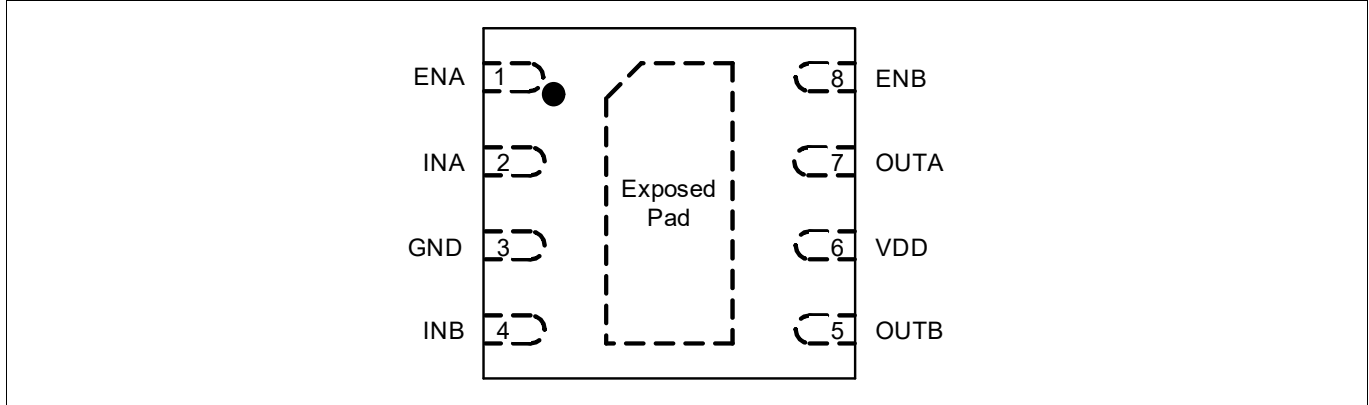 ENA 1 8 ENB
INA 2 7 OUTA
Exposed
Pad
GND 3 6 VDD
INB 4 5 OUTB